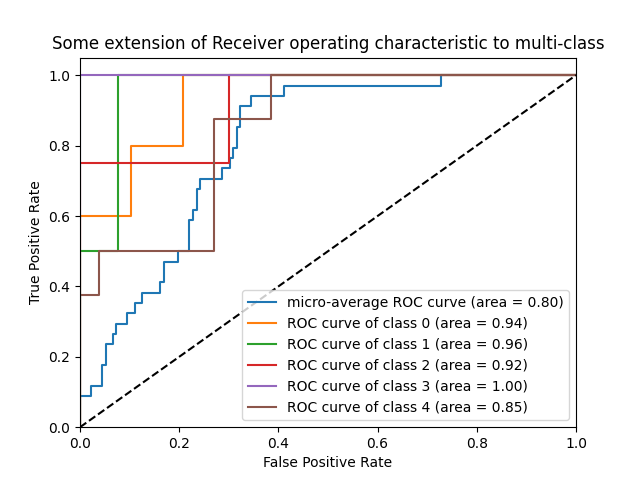 Some extension of Receiver operating characteristic to multi-class
True Positive Rate
1.0
0.8
0.6
0.4
0.2
0.0
micro-average ROC curve (area = 0.80)
ROC curve of class 0 (area = 0.94)
ROC curve of class 1 (area = 0.96)
ROC curve of class 2 (area = 0.92)
ROC curve of class 3 (area = 1.00)
ROC curve of class 4 (area = 0.85)
0.0 0.2 0.4 0.6 0.8 1.0
False Positive Rate